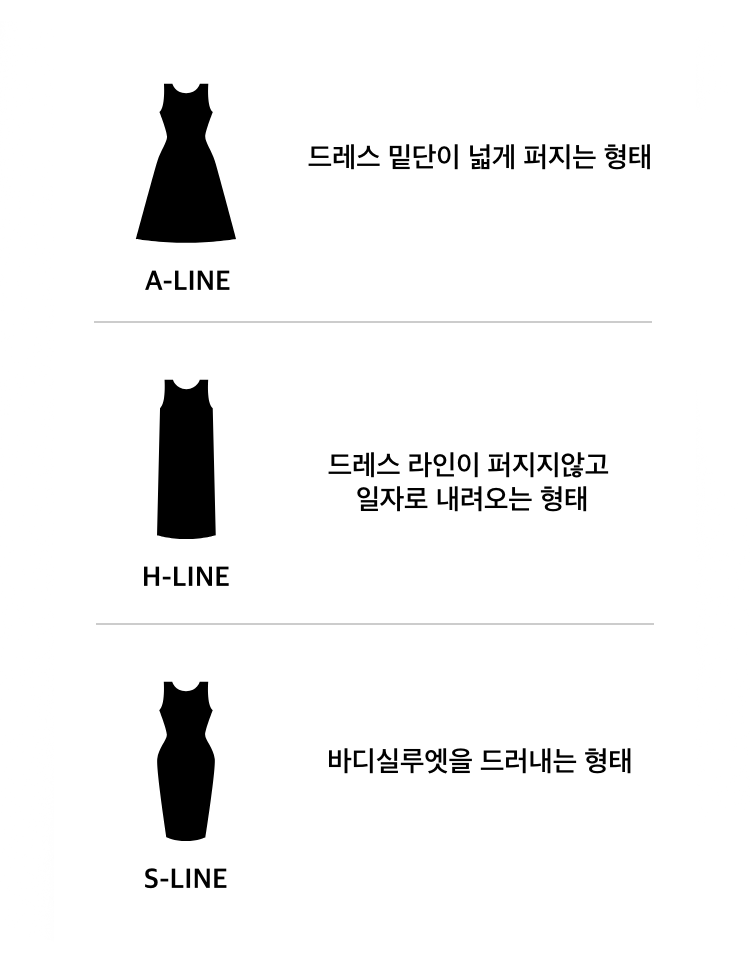 드레스 밑단이 넓게 퍼지는 형태
A-LINE
드레스 라인이 퍼지지않고
일자로 내려오는 형태
H-LINE
바디실루엣을 드러내는 형태
S-LINE